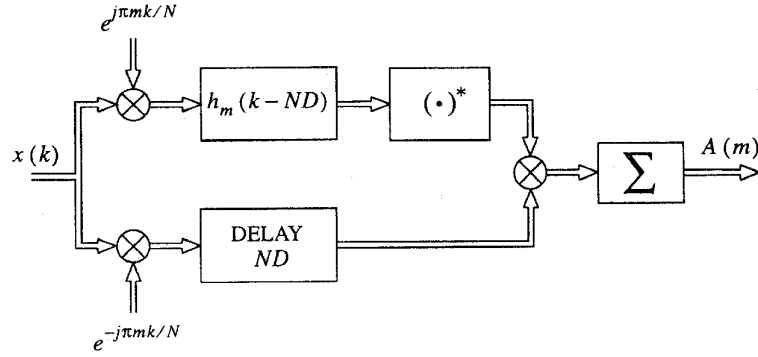 e^{jπmk/N}
h_m (k – ND)
(·)^*
x (k)
A (m)
Σ
DELAY
ND
e^{-jπmk/N}